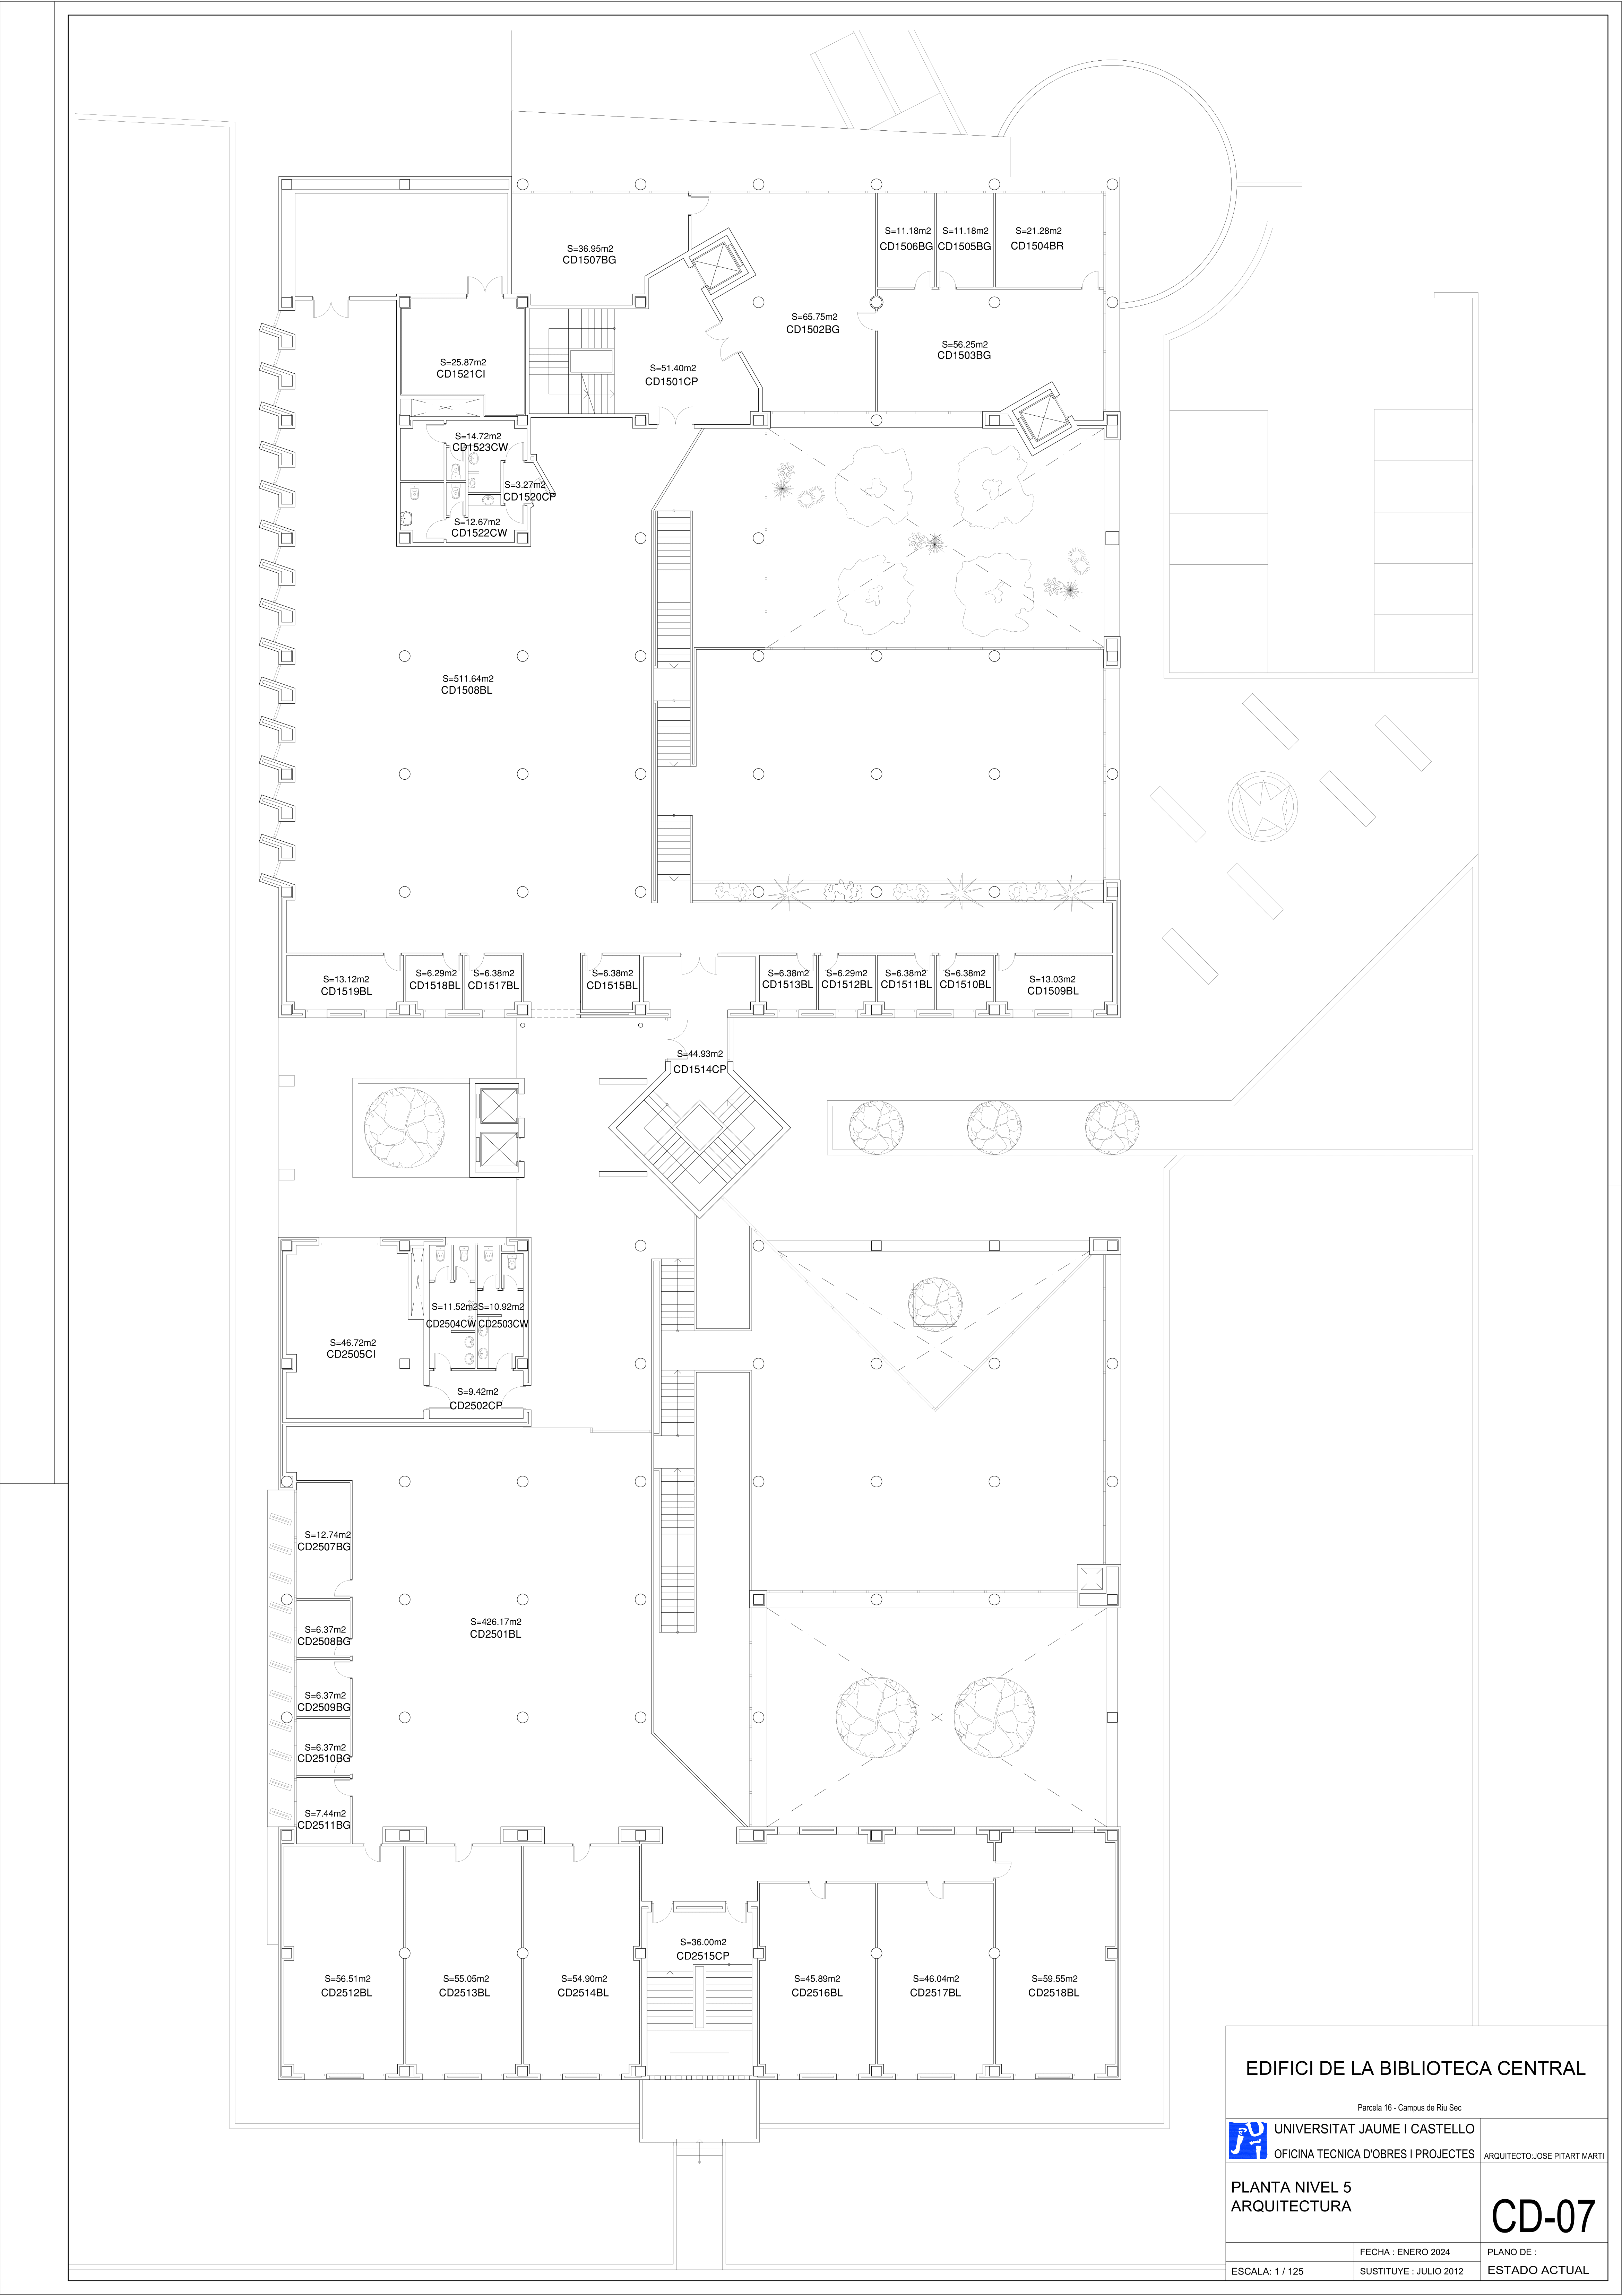 S=36.95m2
CD1507BG
S=11.18m2
CD1506BG
S=11.18m2
CD1505BG
S=21.28m2
CD1504BR
S=65.75m2
CD1502BG
S=56.25m2
CD1503BG
S=25.87m2
CD1521CI
S=51.40m2
CD1501CP
S=14.72m2
CD1523CW
S=3.27m2
CD1520CP
S=12.67m2
CD1522CW
S=511.64m2
CD1508BL
S=13.12m2
CD1519BL
S=6.29m2
CD1518BL
S=6.38m2
CD1517BL
S=6.38m2
CD1515BL
S=6.38m2
CD1513BL
S=6.29m2
CD1512BL
S=6.38m2
CD1511BL
S=6.38m2
CD1510BL
S=13.03m2
CD1509BL
S=44.93m2
CD1514CP
S=11.52m2
CD2504CW
S=10.92m2
CD2503CW
S=46.72m2
CD2505CI
S=9.42m2
CD2502CP
S=12.74m2
CD2507BG
S=426.17m2
CD2501BL
S=6.37m2
CD2508BG
S=6.37m2
CD2509BG
S=6.37m2
CD2510BG
S=7.44m2
CD2511BG
S=36.00m2
CD2515CP
S=56.51m2
CD2512BL
S=55.05m2
CD2513BL
S=54.90m2
CD2514BL
S=45.89m2
CD2516BL
S=46.04m2
CD2517BL
S=59.55m2
CD2518BL
EDIFICI DE LA BIBLIOTECA CENTRAL
Parcela 16 - Campus de Riu Sec
UNIVERSITAT JAUME I CASTELLO
OFICINA TECNICA D'OBRES I PROJECTES
ARQUITECTO:JOSE PITART MARTI
PLANTA NIVEL 5
ARQUITECTURA
CD-07
FECHA : ENERO 2024
PLANO DE :
ESCALA: 1 / 125
SUSTITUYE : JULIO 2012
ESTADO ACTUAL